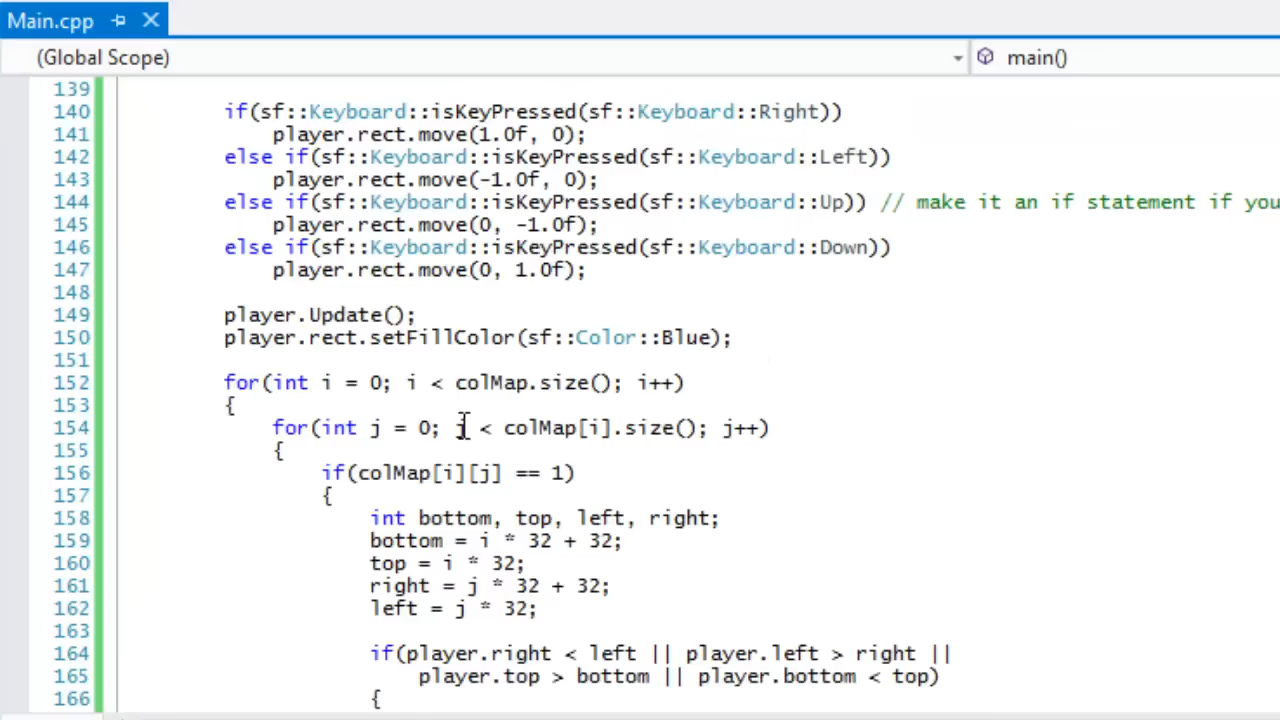 Main.cpp
(Global Scope) main()
139
140 if(sf::Keyboard::isKeyPressed(sf::Keyboard::Right))
141 player.rect.move(1.0f, 0);
142 else if(sf::Keyboard::isKeyPressed(sf::Keyboard::Left))
143 player.rect.move(-1.0f, 0);
144 else if(sf::Keyboard::isKeyPressed(sf::Keyboard::Up)) // make it an if statement if you
145 player.rect.move(0, -1.0f);
146 else if(sf::Keyboard::isKeyPressed(sf::Keyboard::Down))
147 player.rect.move(0, 1.0f);
148
149 player.Update();
150 player.rect.setFillColor(sf::Color::Blue);
151
152 for(int i = 0; i < colMap.size(); i++)
153 {
154 for(int j = 0; j < colMap[i].size(); j++)
155 {
156 if(colMap[i][j] == 1)
157 {
158 int bottom, top, left, right;
159 bottom = i * 32 + 32;
160 top = i * 32;
161 right = j * 32 + 32;
162 left = j * 32;
163
164 if(player.right < left || player.left > right ||
165 player.top > bottom || player.bottom < top)
166 {